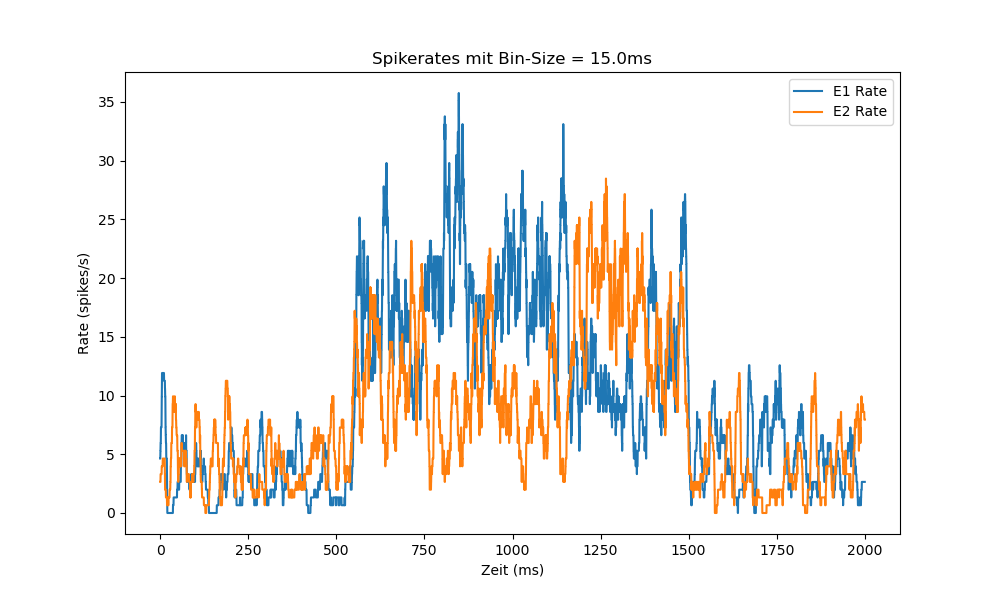 Spikerates mit Bin-Size = 15.0ms
E1 Rate
E2 Rate
35
30
25
20
15
10
5
0
Rate (spikes/s)
0 250 500 750 1000 1250 1500 1750 2000
Zeit (ms)